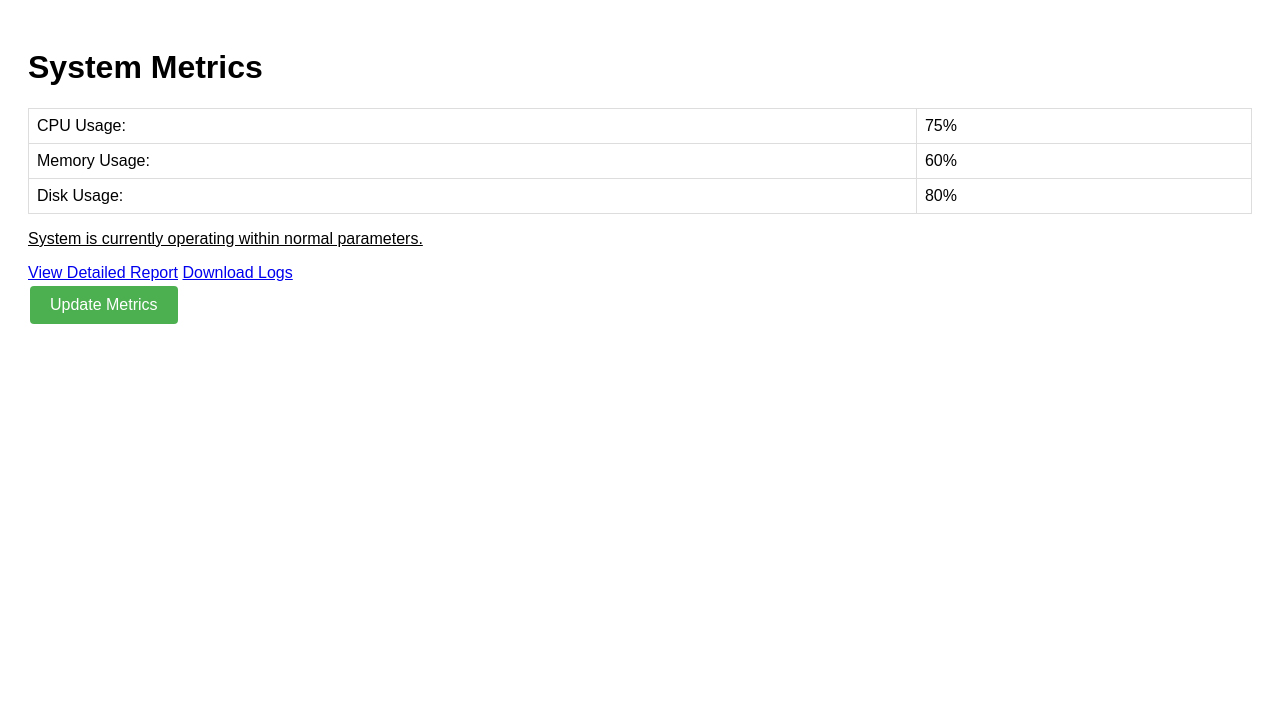 System Metrics
CPU Usage: 75%
Memory Usage: 60%
Disk Usage: 80%
System is currently operating within normal parameters.
View Detailed Report Download Logs
Update Metrics